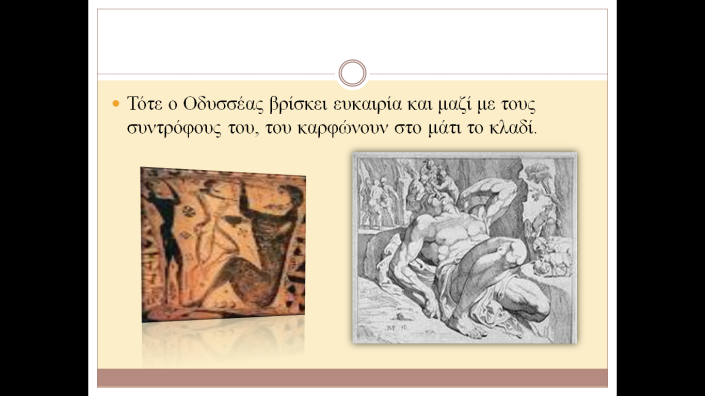 Τότε ο Οδυσσέας βρίσκει ευκαιρία και μαζί με τους
συντρόφους του, του καρφώνουν στο μάτι το κλαδί.